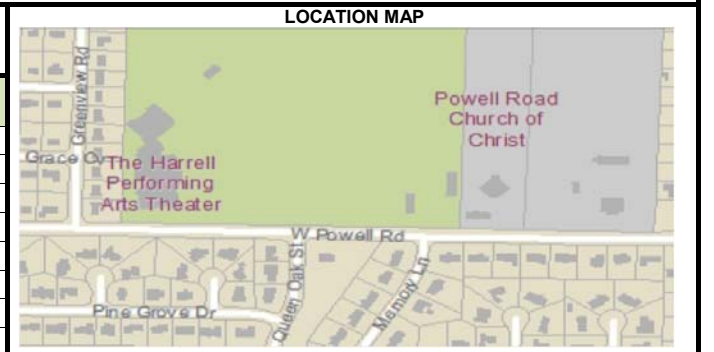 LOCATION MAP
Greenview Rd
Powell Road
Church of
Christ
Grace Cv
The Harrell
Performing
Arts Theater
W Powell Rd
Queen Oak St
Memory Ln
Pine Grove Dr